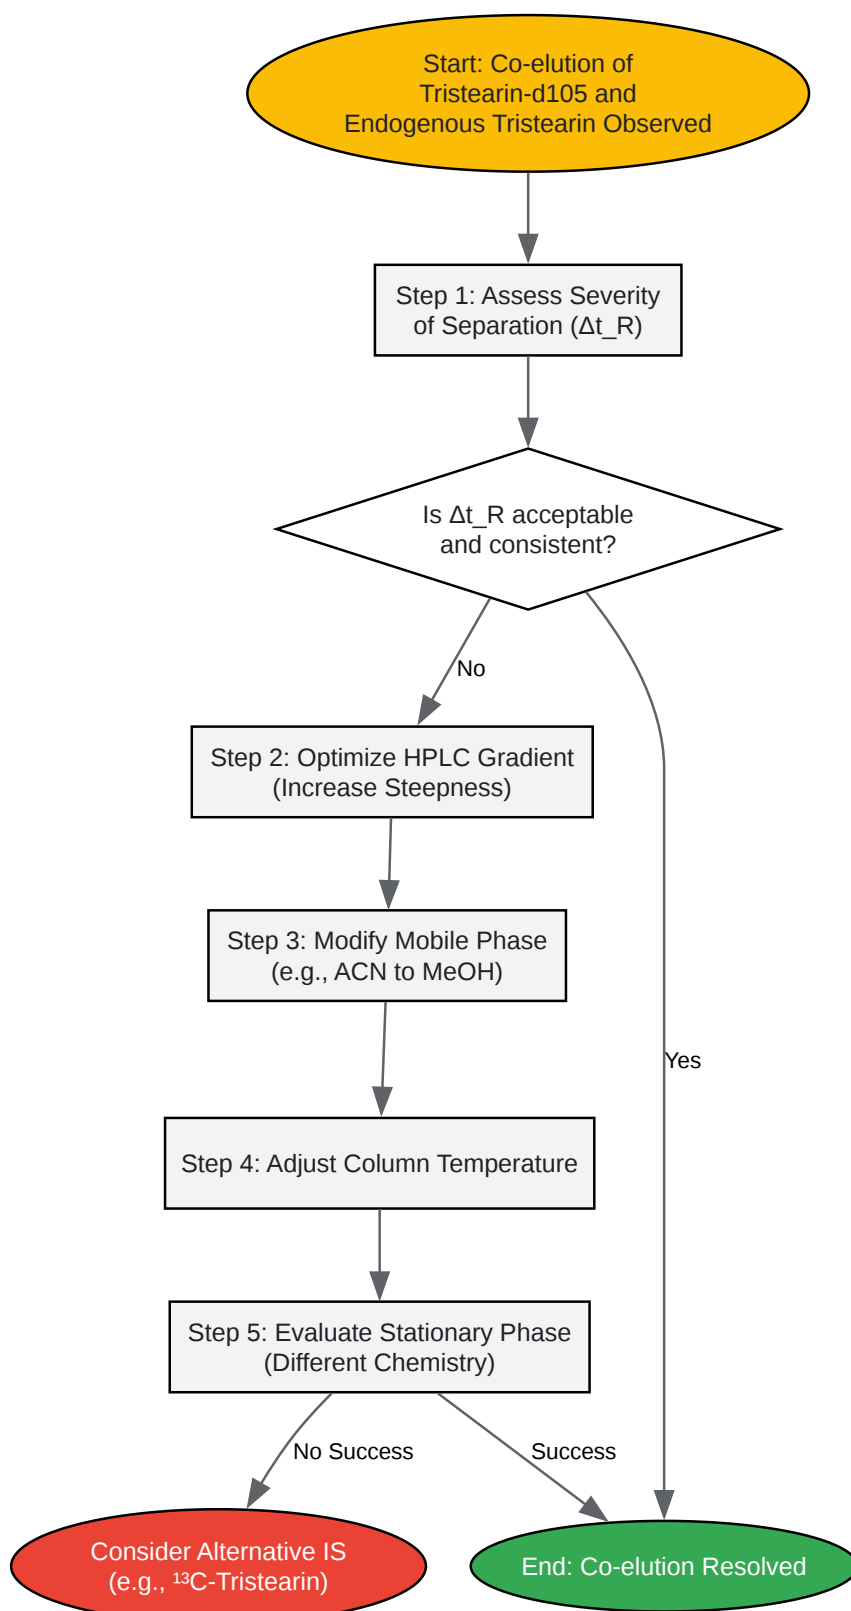 Start: Co-elution of
Tristearin-d105 and
Endogenous Tristearin Observed
Step 1: Assess Severity
of Separation (Δt_R)
Is Δt_R acceptable
and consistent?
No
Step 2: Optimize HPLC Gradient
(Increase Steepness)
Step 3: Modify Mobile Phase
(e.g., ACN to MeOH)
Yes
Step 4: Adjust Column Temperature
Step 5: Evaluate Stationary Phase
(Different Chemistry)
No Success
Success
Consider Alternative IS
(e.g., ¹³C-Tristearin)
End: Co-elution Resolved